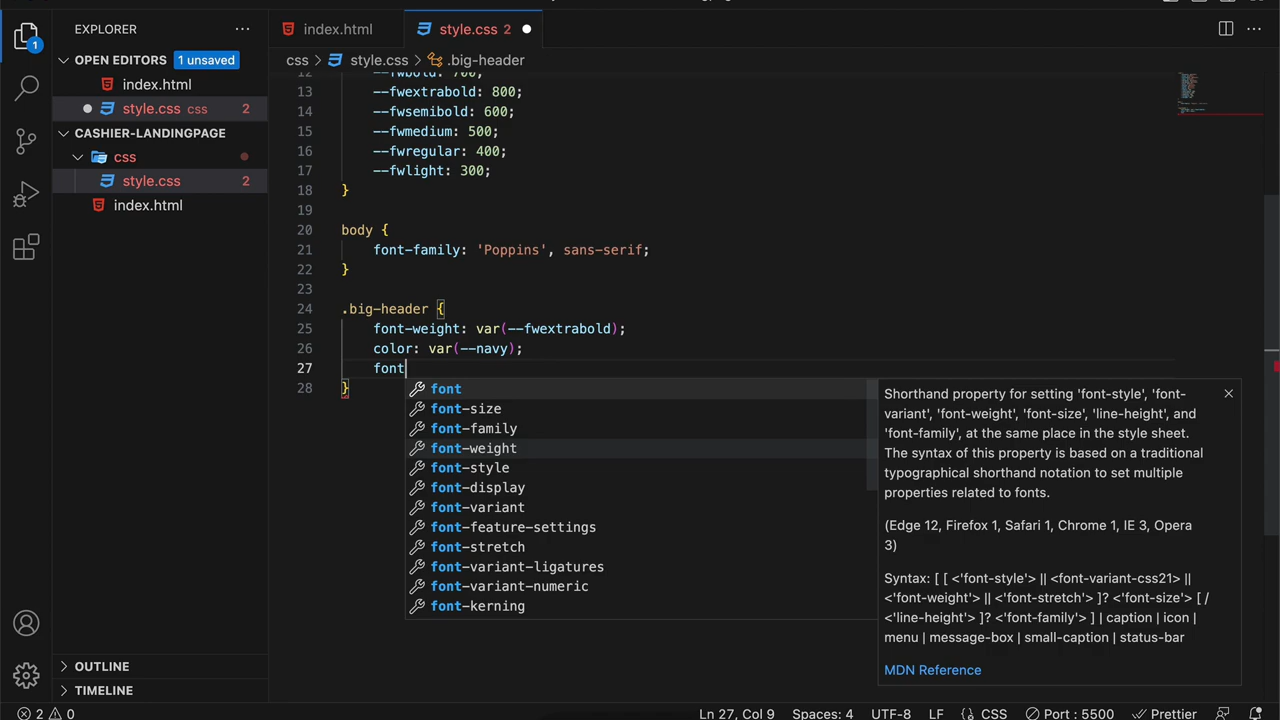 EXPLORER
index.html
style.css 2
OPEN EDITORS 1 unsaved
index.html
style.css css 2
CASHIER-LANDINGPAGE
css
style.css 2
index.html
OUTLINE
TIMELINE
1
css > style.css > .big-header
12 --fwbold: 700;
13 --fwextrabold: 800;
14 --fwsemibold: 600;
15 --fwmedium: 500;
16 --fwregular: 400;
17 --fwlight: 300;
18 }
19
20 body {
21 font-family: 'Poppins', sans-serif;
22 }
23
24 .big-header {
25 font-weight: var(--fwextrabold);
26 color: var(--navy);
27 font
28 }
font
font-size
font-family
font-weight
font-style
font-display
font-variant
font-feature-settings
font-stretch
font-variant-ligatures
font-variant-numeric
font-kerning
Shorthand property for setting 'font-style', 'font-
variant', 'font-weight', 'font-size', 'line-height', and
'font-family', at the same place in the style sheet.
The syntax of this property is based on a traditional
typographical shorthand notation to set multiple
properties related to fonts.
(Edge 12, Firefox 1, Safari 1, Chrome 1, IE 3, Opera
3)
Syntax: [ [ <'font-style'> || <font-variant-css21> ||
<'font-weight'> || <'font-stretch'> ]? <'font-size'> [ /
<'line-height'> ]? <'font-family'> ] | caption | icon |
menu | message-box | small-caption | status-bar
MDN Reference
2 0 Ln 27, Col 9 Spaces: 4 UTF-8 LF {} CSS Port : 5500 Prettier